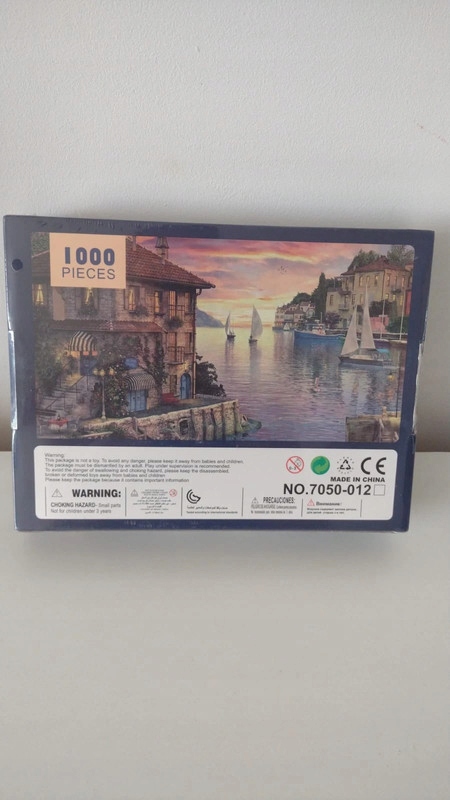 1000
PIECES
Warning:
This package is not a toy. To avoid any danger, please keep it away from babies and children.
The package must be dismantled by an adult. Play under supervision is recommended.
To avoid the danger of swallowing and choking hazard, please keep the disassembled,
broken or deformed toys away from babies and children.
Please keep the package because it contains important information
CE
MADE IN CHINA
NO.7050-012
WARNING:
CHOKING HAZARD- Small parts
Not for children under 3 years
PRECAUCIONES: